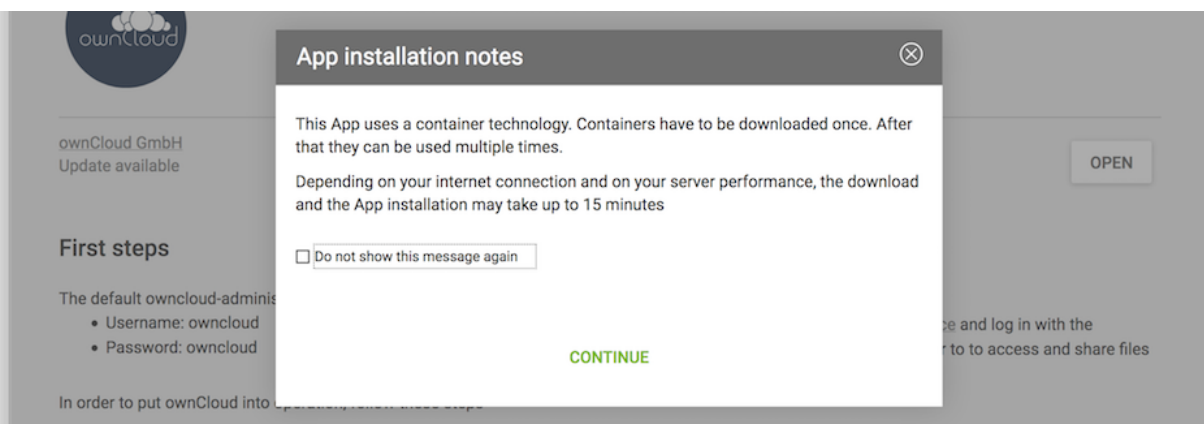 ownCloud
App installation notes
This App uses a container technology. Containers have to be downloaded once. After
that they can be used multiple times.
ownCloud GmbH
Update available
OPEN
Depending on your internet connection and on your server performance, the download
and the App installation may take up to 15 minutes
First steps
Do not show this message again
The default owncloud-adminis
• Username: owncloud
and log in with the
• Password: owncloud
to to access and share files
CONTINUE
In order to put ownCloud into operation, follow these steps